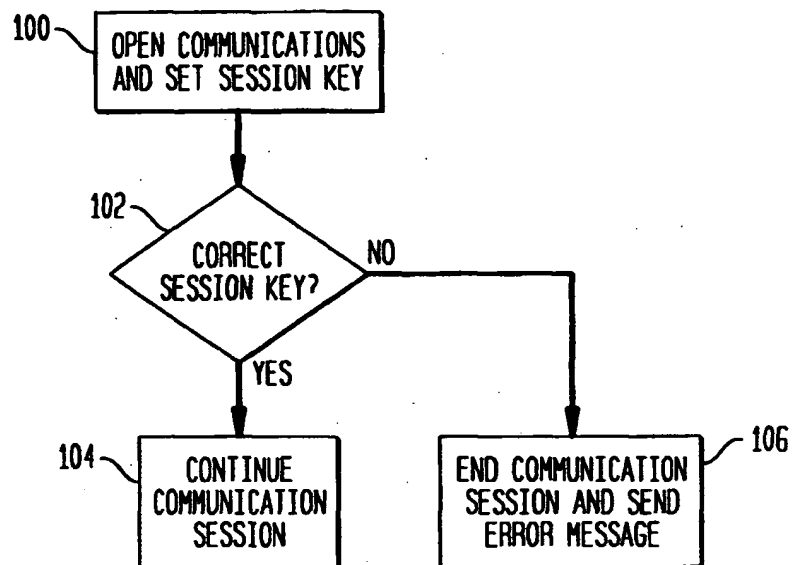 100
OPEN COMMUNICATIONS
AND SET SESSION KEY
102
CORRECT
SESSION KEY?
NO
YES
104
CONTINUE
COMMUNICATION
SESSION
END COMMUNICATION
SESSION AND SEND
ERROR MESSAGE
106